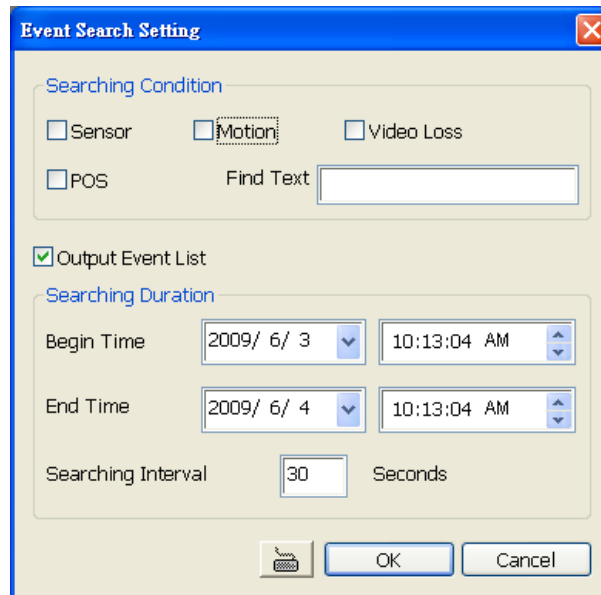 Event Search Setting
Searching Condition
Sensor Motion Video Loss
POS Find Text
Output Event List
Searching Duration
Begin Time 2009/ 6/ 3 10:13:04 AM
End Time 2009/ 6/ 4 10:13:04 AM
Searching Interval 30 Seconds
OK Cancel